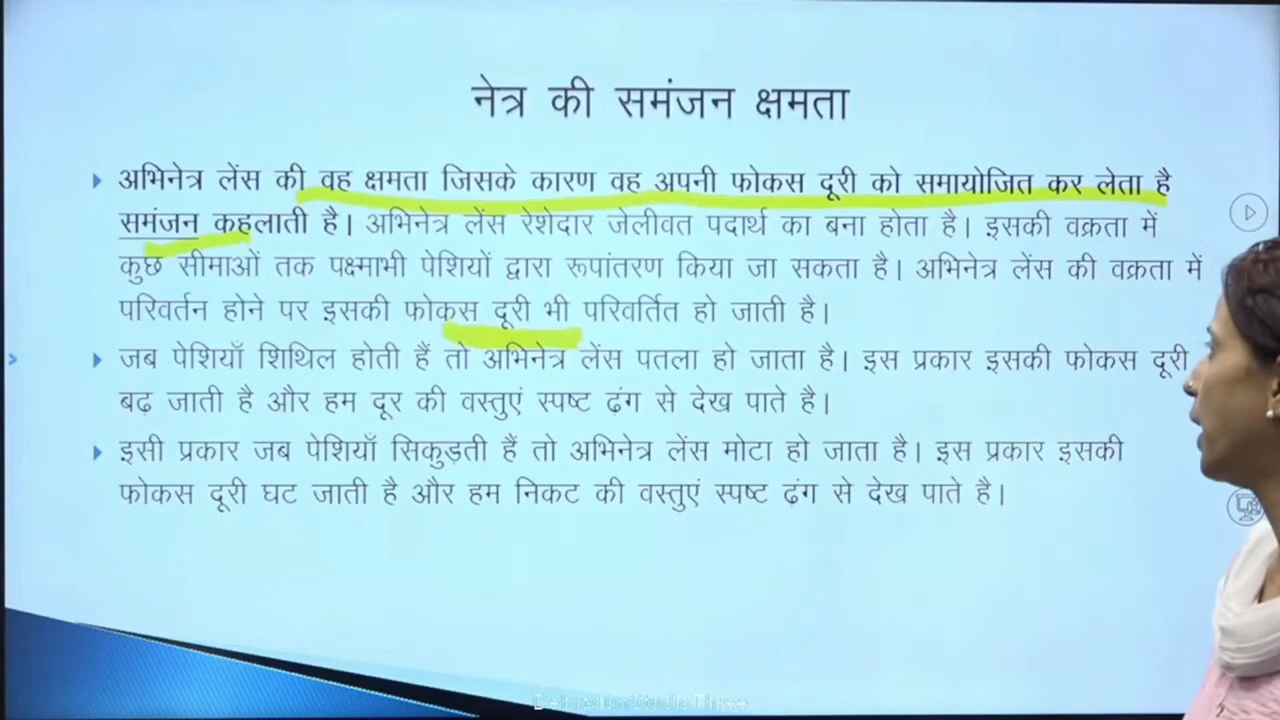 नेत्र की समंजन क्षमता
अभिनेत्र लेंस की वह क्षमता जिसके कारण वह अपनी फोकस दूरी को समायोजित कर लेता है
समंजन कहलाती है। अभिनेत्र लेंस रेशेदार जेलीवत पदार्थ का बना होता है। इसकी वक्रता में
कुछ सीमाओं तक पक्ष्माभी पेशियों द्वारा रूपांतरण किया जा सकता है। अभिनेत्र लेंस की वक्रता में
परिवर्तन होने पर इसकी फोकस दूरी भी परिवर्तित हो जाती है।
जब पेशियाँ शिथिल होती हैं तो अभिनेत्र लेंस पतला हो जाता है। इस प्रकार इसकी फोकस दूरी
बढ जाती है और हम दूर की वस्तुएं स्पष्ट ढंग से देख पाते है।
इसी प्रकार जब पेशियाँ सिकुड़ती हैं तो अभिनेत्र लेंस मोटा हो जाता है। इस प्रकार इसकी
फोकस दूरी घट जाती है और हम निकट की वस्तुएं स्पष्ट ढंग से देख पाते है।